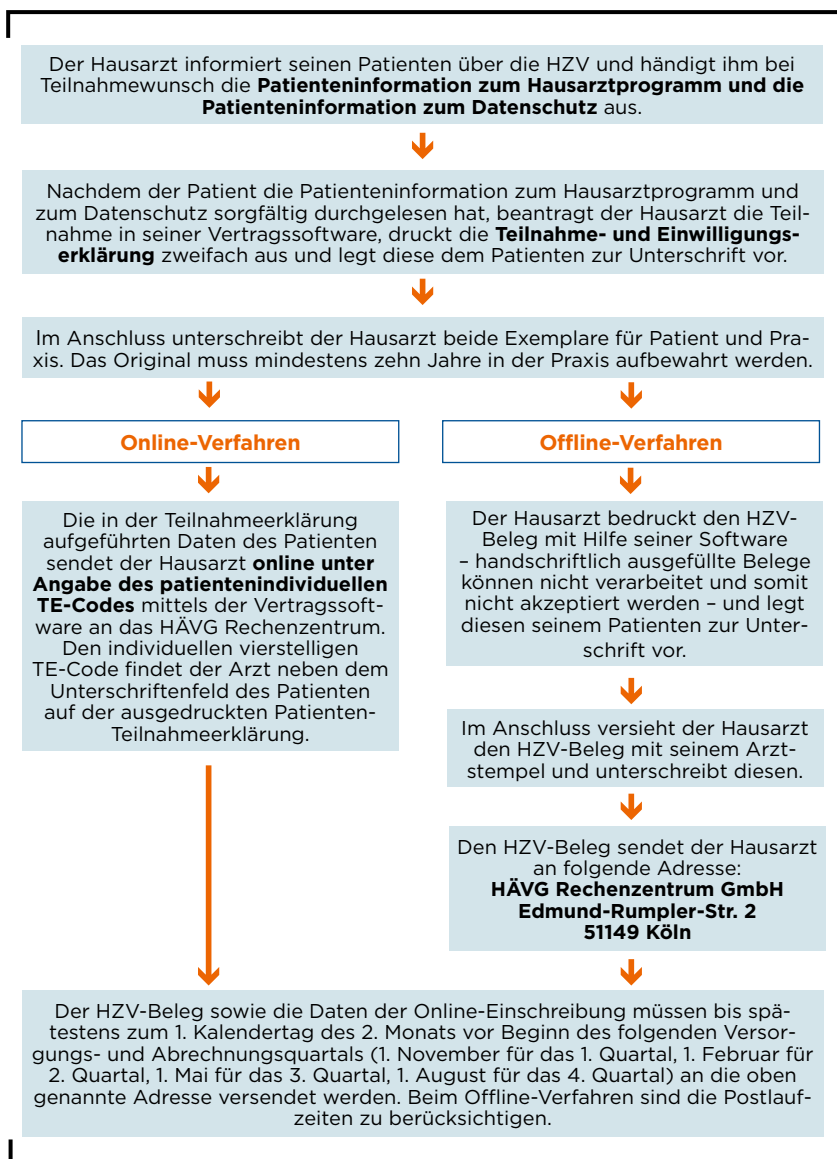 Der Hausarzt informiert seinen Patienten über die HZV und händigt ihm bei
Teilnahmewunsch die Patienteninformation zum Hausarztprogramm und die
Patienteninformation zum Datenschutz aus.
Nachdem der Patient die Patienteninformation zum Hausarztprogramm und
zum Datenschutz sorgfältig durchgelesen hat, beantragt der Hausarzt die Teil-
nahme in seiner Vertragssoftware, druckt die Teilnahme- und Einwilligungs-
erklärung zweifach aus und legt diese dem Patienten zur Unterschrift vor.
Im Anschluss unterschreibt der Hausarzt beide Exemplare für Patient und Pra-
xis. Das Original muss mindestens zehn Jahre in der Praxis aufbewahrt werden.
Online-Verfahren
Die in der Teilnahmeerklärung
aufgeführten Daten des Patienten
sendet der Hausarzt online unter
Angabe des patientenindividuellen
TE-Codes mittels der Vertragssoft-
ware an das HÄVG Rechenzentrum.
Den individuellen vierstelligen
TE-Code findet der Arzt neben dem
Unterschriftenfeld des Patienten
auf der ausgedruckten Patienten-
Teilnahmeerklärung.
Offline-Verfahren
Der Hausarzt bedruckt den HZV-
Beleg mit Hilfe seiner Software
– handschriftlich ausgefüllte Belege
können nicht verarbeitet und somit
nicht akzeptiert werden – und legt
diesen seinem Patienten zur Unter-
schrift vor.
Im Anschluss versieht der Hausarzt
den HZV-Beleg mit seinem Arzt-
stempel und unterschreibt diesen.
Den HZV-Beleg sendet der Hausarzt
an folgende Adresse:
HÄVG Rechenzentrum GmbH
Edmund-Rumpler-Str. 2
51149 Köln
Der HZV-Beleg sowie die Daten der Online-Einschreibung müssen bis spä-
testens zum 1. Kalendertag des 2. Monats vor Beginn des folgenden Versor-
gungs- und Abrechnungsquartals (1. November für das 1. Quartal, 1. Februar für
2. Quartal, 1. Mai für das 3. Quartal, 1. August für das 4. Quartal) an die oben
genannte Adresse versendet werden. Beim Offline-Verfahren sind die Postlauf-
zeiten zu berücksichtigen.